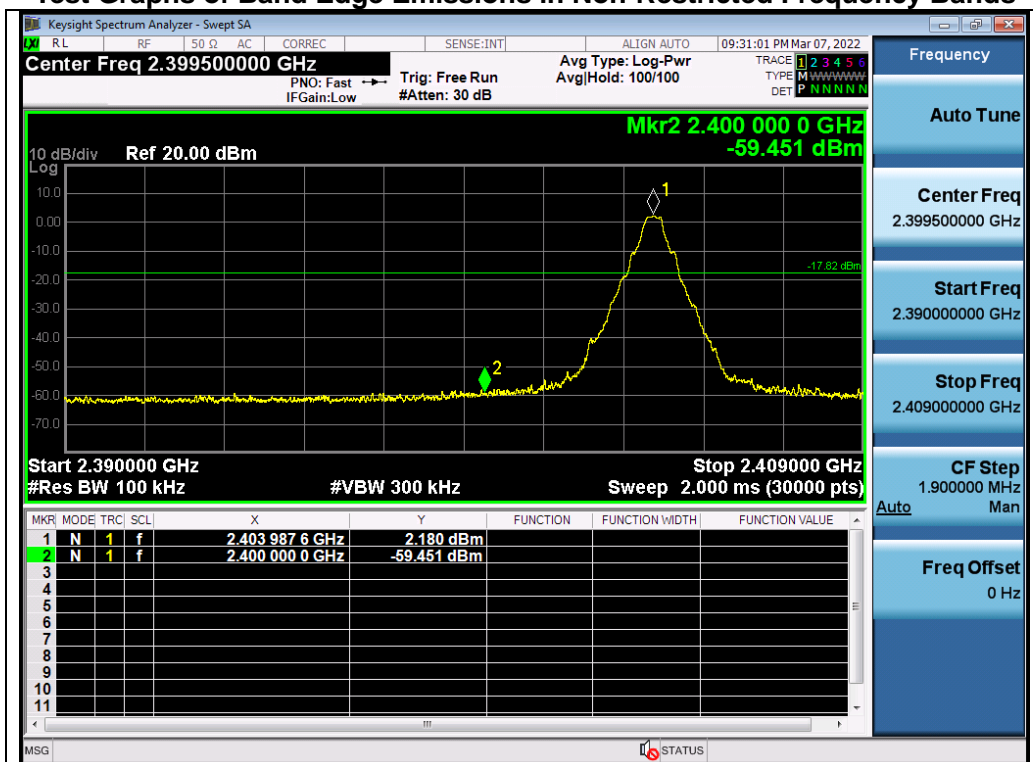 Test Graphs of Band Edge Emissions in Non-Restricted Frequency Bands
Keysight Spectrum Analyzer - Swept SA
LXI RL RF 50 Ω AC CORREC SENSE:INT ALIGN AUTO 09:31:01 PM Mar 07, 2022
Center Freq 2.399500000 GHz
PNO: Fast
IFGain:Low
Trig: Free Run
#Atten: 30 dB
Avg Type: Log-Pwr
Avg|Hold: 100/100
TRACE 1 2 3 4 5 6
TYPE M WWWWW
DET P N N N N N
Mkr2 2.400 000 0 GHz
-59.451 dBm
10 dB/div Ref 20.00 dBm
Log
10.0
0.00
-10.0
-20.0
-30.0
-40.0
-50.0
-60.0
-70.0
1
-17.82 dBm
2
Start 2.390000 GHz Stop 2.409000 GHz
#Res BW 100 kHz #VBW 300 kHz Sweep 2.000 ms (30000 pts)
MKR MODE TRC SCL X Y FUNCTION FUNCTION WIDTH FUNCTION VALUE
1 N 1 f 2.403 987 6 GHz 2.180 dBm
2 N 1 f 2.400 000 0 GHz -59.451 dBm
3
4
5
6
7
8
9
10
11
MSG STATUS
Frequency
Auto Tune
Center Freq
2.399500000 GHz
Start Freq
2.390000000 GHz
Stop Freq
2.409000000 GHz
CF Step
1.900000 MHz
Auto Man
Freq Offset
0 Hz